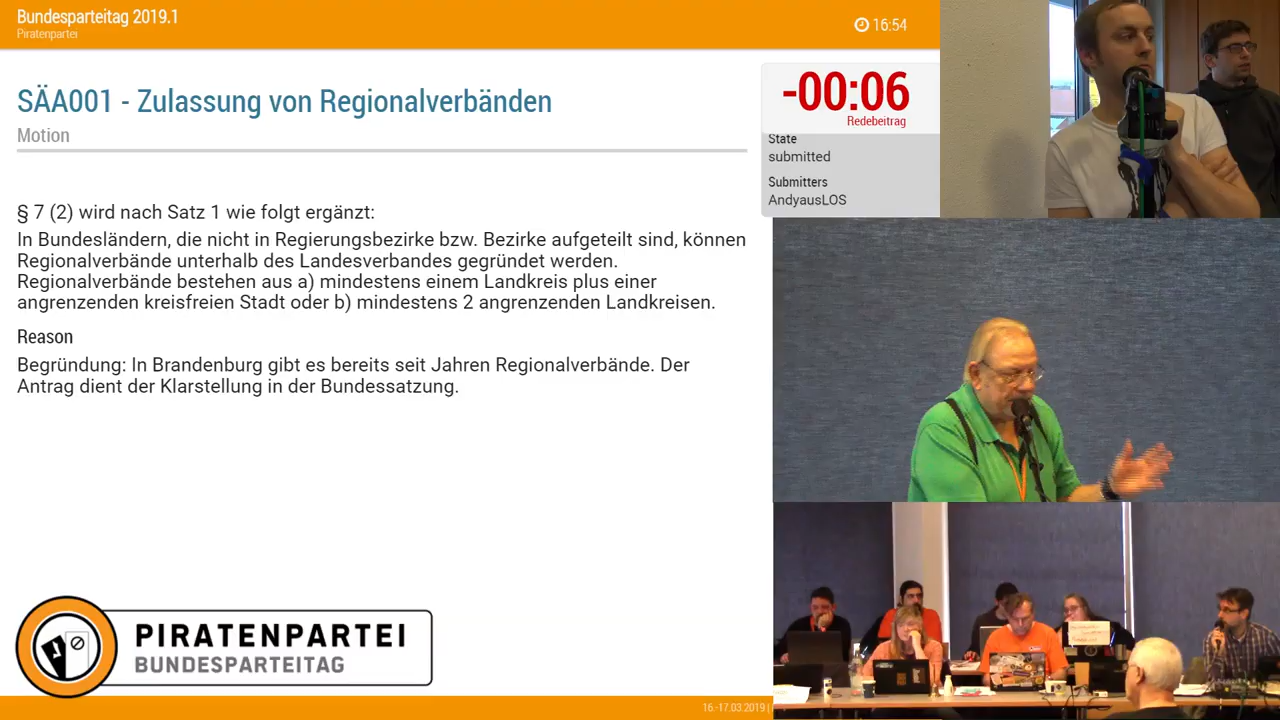 Bundesparteitag 2019.1
Piratenpartei
16:54
SÄA001 - Zulassung von Regionalverbänden
Motion
-00:06
Redebeitrag
State
submitted
Submitters
AndyausLOS
§ 7 (2) wird nach Satz 1 wie folgt ergänzt:
In Bundesländern, die nicht in Regierungsbezirke bzw. Bezirke aufgeteilt sind, können
Regionalverbände unterhalb des Landesverbandes gegründet werden.
Regionalverbände bestehen aus a) mindestens einem Landkreis plus einer
angrenzenden kreisfreien Stadt oder b) mindestens 2 angrenzenden Landkreisen.
Reason
Begründung: In Brandenburg gibt es bereits seit Jahren Regionalverbände. Der
Antrag dient der Klarstellung in der Bundessatzung.
PIRATENPARTEI
BUNDESPARTEITAG
16.-17.03.2019 |